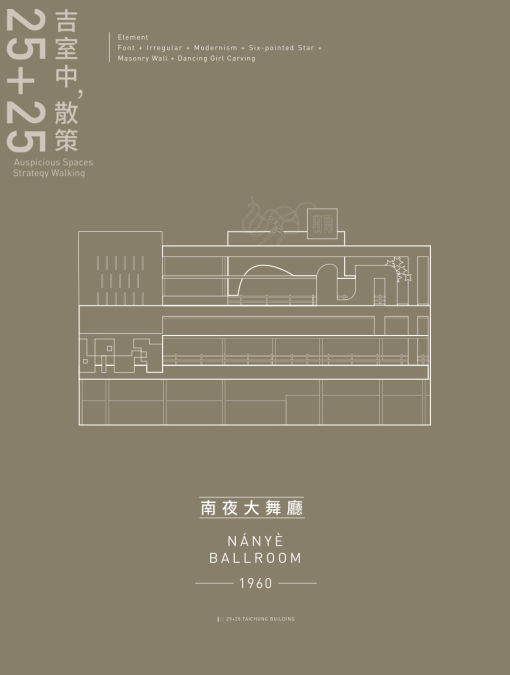 吉室中，散策
25+25
Auspicious Spaces
Strategy Walking
Element
Font + Irregular + Modernism + Six-pointed Star +
Masonry Wall + Dancing Girl Carving
南夜大舞廳
NÁNYÈ
BALLROOM
1960
25+25 TAICHUNG BUILDING